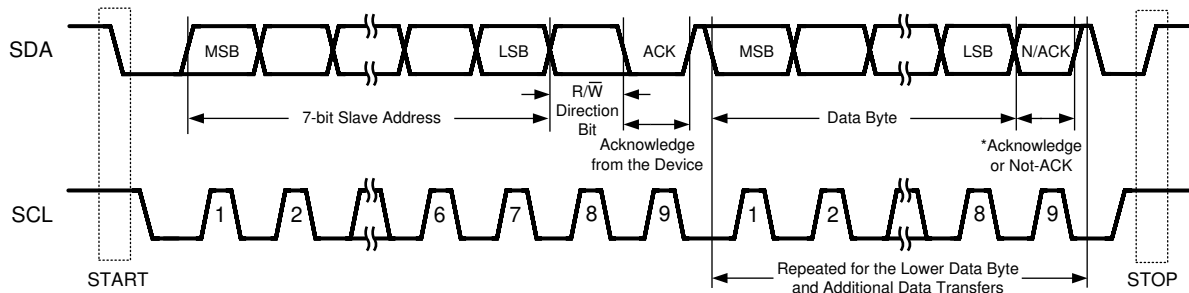 SDA
MSB
LSB
ACK
MSB
LSB
N/ACK
R/W̅
Direction
Bit
7-bit Slave Address
Acknowledge
from the Device
Data Byte
*Acknowledge
or Not-ACK
SCL
1
2
6
7
8
9
1
2
8
9
START
Repeated for the Lower Data Byte
and Additional Data Transfers
STOP